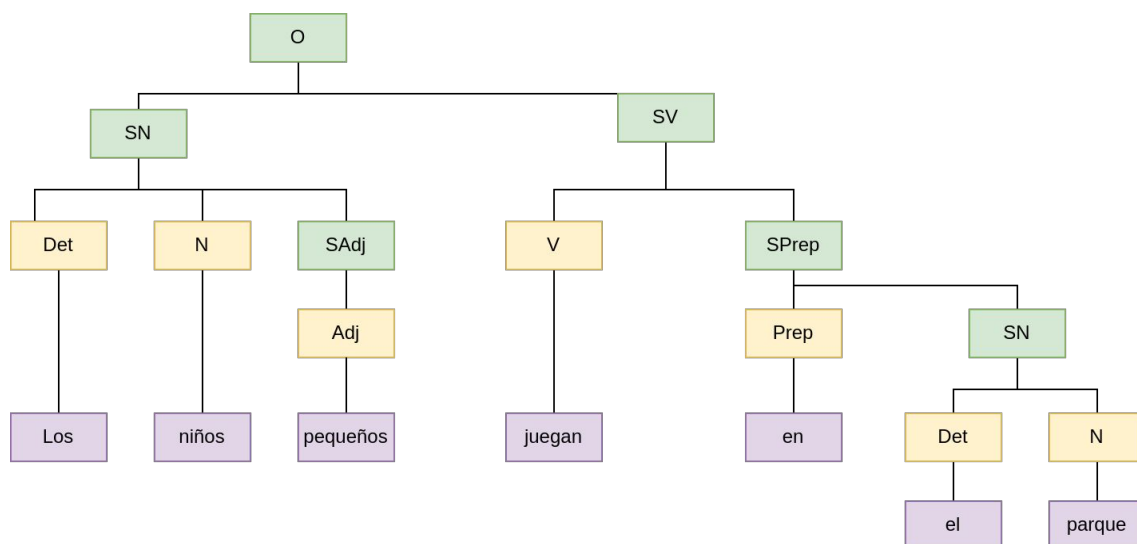 O
SN
SV
Det
N
SAdj
V
SPrep
Adj
Prep
SN
Los
niños
pequeños
juegan
en
Det
N
el
parque